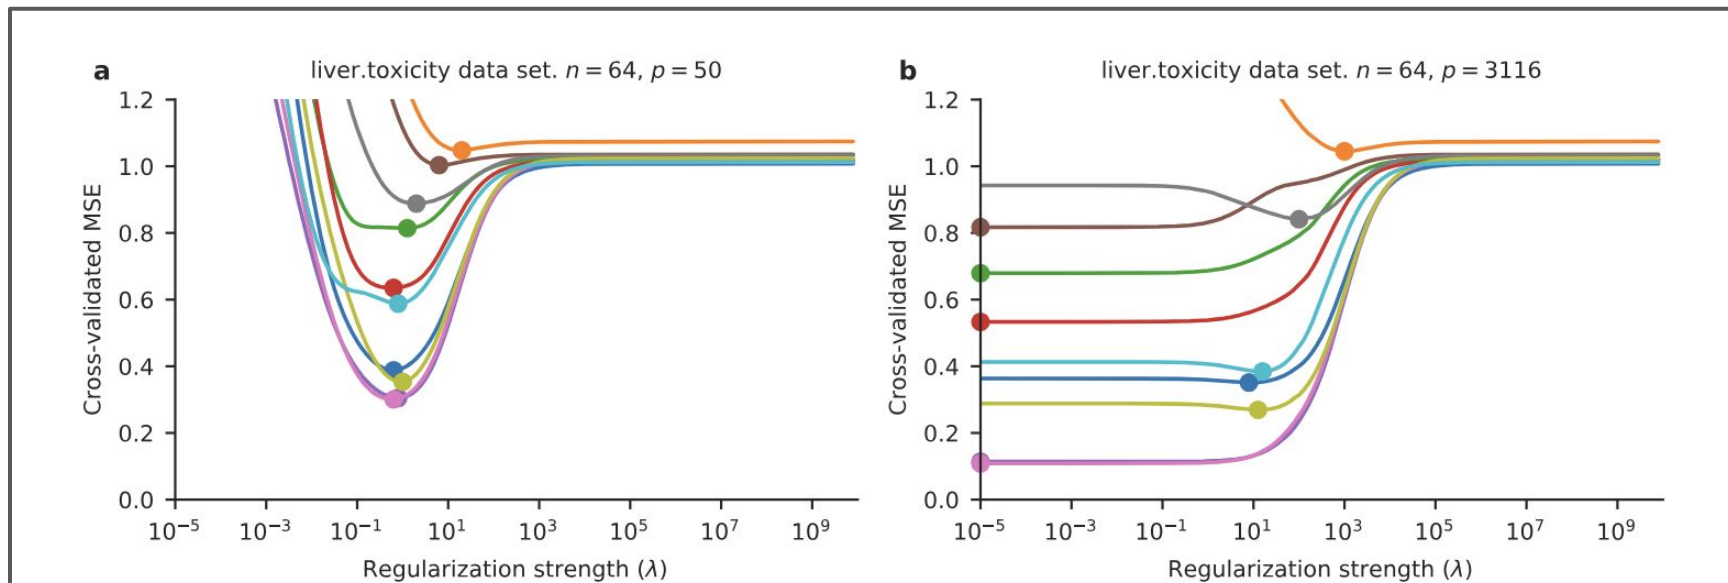 a
liver.toxicity data set. n = 64, p = 50
1.2
1.0
0.8
0.6
0.4
0.2
0.0
Cross-validated MSE
10⁻⁵ 10⁻³ 10⁻¹ 10¹ 10³ 10⁵ 10⁷ 10⁹
Regularization strength (λ)
b
liver.toxicity data set. n = 64, p = 3116
1.2
1.0
0.8
0.6
0.4
0.2
0.0
Cross-validated MSE
10⁻⁵ 10⁻³ 10⁻¹ 10¹ 10³ 10⁵ 10⁷ 10⁹
Regularization strength (λ)